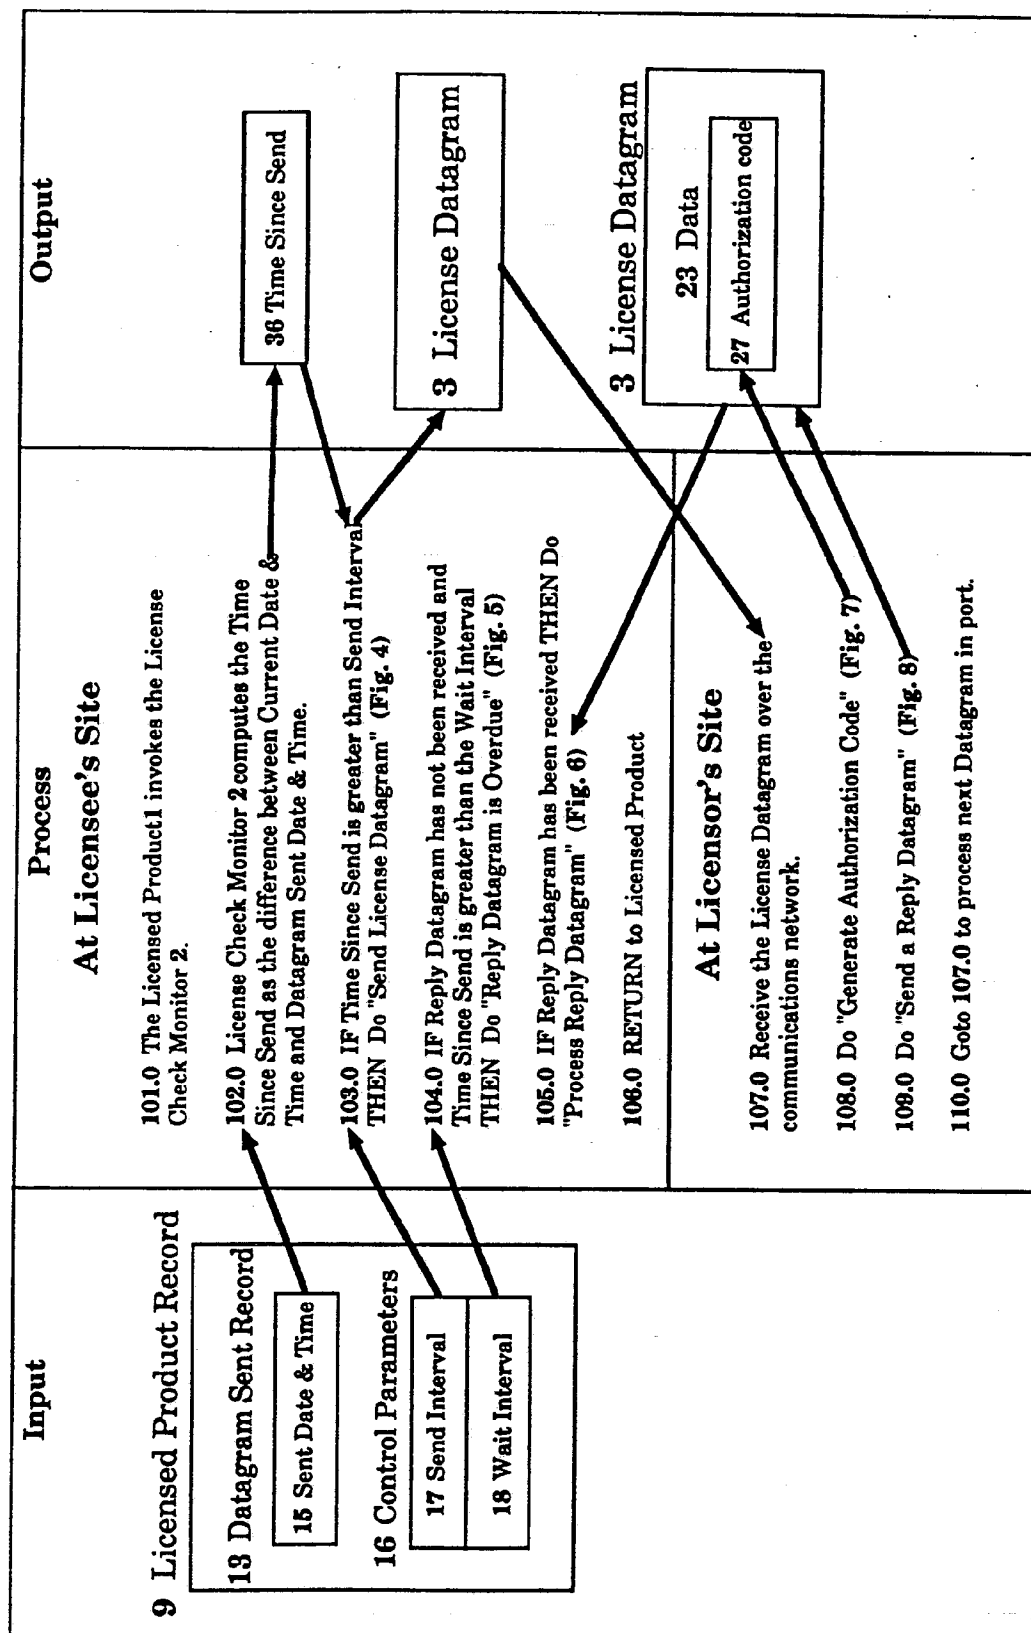 Input
9 Licensed Product Record
13 Datagram Sent Record
15 Sent Date & Time
16 Control Parameters
17 Send Interval
18 Wait Interval
Process
At Licensee's Site
101.0 The Licensed Product 1 invokes the License
Check Monitor 2.
102.0 License Check Monitor 2 computes the Time
Since Send as the difference between Current Date &
Time and Datagram Sent Date & Time.
103.0 IF Time Since Send is greater than Send Interval
THEN Do "Send License Datagram" (Fig. 4)
104.0 IF Reply Datagram has not been received and
Time Since Send is greater than the Wait Interval
THEN Do "Reply Datagram is Overdue" (Fig. 5)
105.0 IF Reply Datagram has been received THEN Do
"Process Reply Datagram" (Fig. 6)
106.0 RETURN to Licensed Product
At Licensor's Site
107.0 Receive the License Datagram over the
communications network.
108.0 Do "Generate Authorization Code" (Fig. 7)
109.0 Do "Send a Reply Datagram" (Fig. 8)
110.0 Goto 107.0 to process next Datagram in port.
Output
36 Time Since Send
3 License Datagram
3 License Datagram
23 Data
27 Authorization code